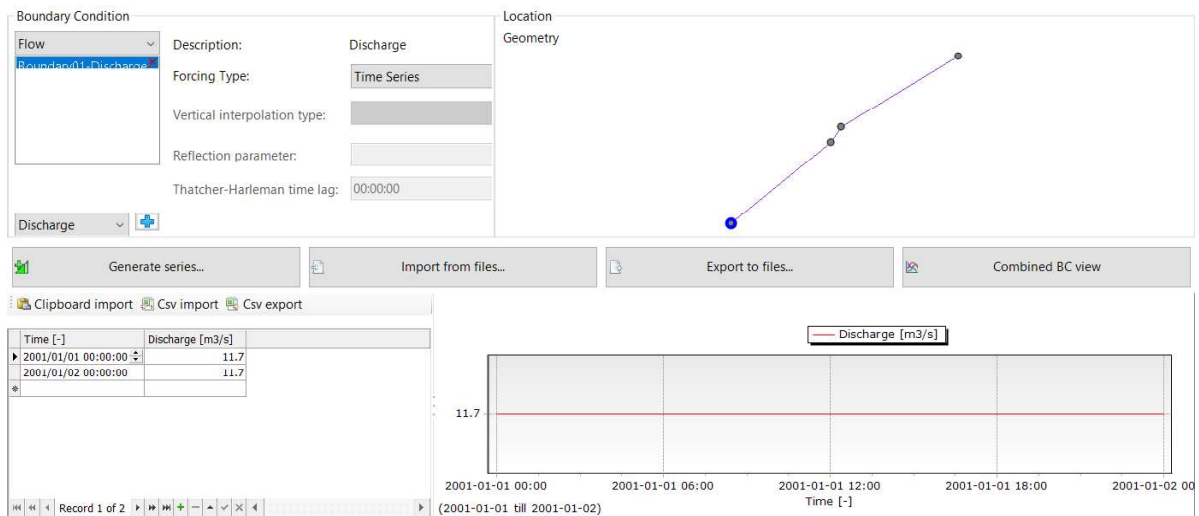 Boundary Condition
Location
Flow
Description: Discharge
Geometry
Boundary01-Discharge
Forcing Type: Time Series
Vertical interpolation type:
Reflection parameter:
Thatcher-Harleman time lag: 00:00:00
Discharge
Generate series... Import from files... Export to files... Combined BC view
Clipboard import Csv import Csv export
Discharge [m3/s]
Time [-] Discharge [m3/s]
2001/01/01 00:00:00 11.7
2001/01/02 00:00:00 11.7
11.7
2001-01-01 00:00 2001-01-01 06:00 2001-01-01 12:00 2001-01-01 18:00 2001-01-02 00
Time [-]
Record 1 of 2
(2001-01-01 till 2001-01-02)